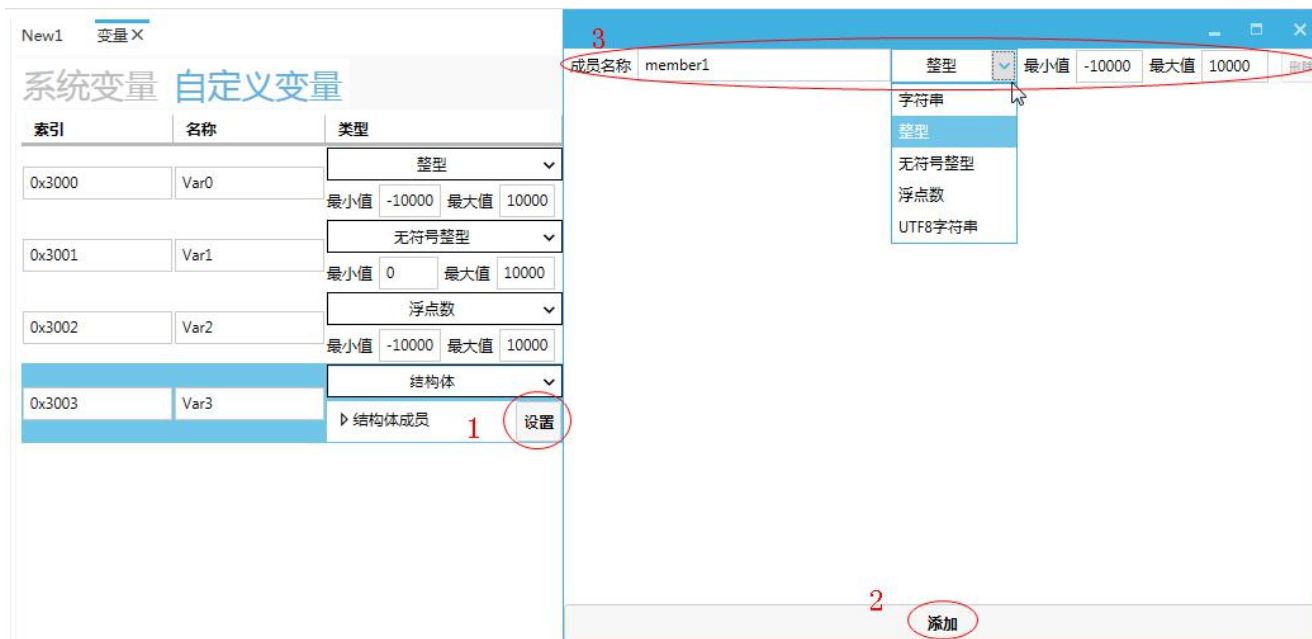 New1 变量×
系统变量 自定义变量
索引 名称 类型
整型
0x3000 Var0
最小值 -10000 最大值 10000
无符号整型
0x3001 Var1
最小值 0 最大值 10000
浮点数
0x3002 Var2
最小值 -10000 最大值 10000
结构体
0x3003 Var3
结构体成员 1 设置
3
成员名称 member1 整型 最小值 -10000 最大值 10000 删除
字符串
整型
无符号整型
浮点数
UTF8字符串
2
添加